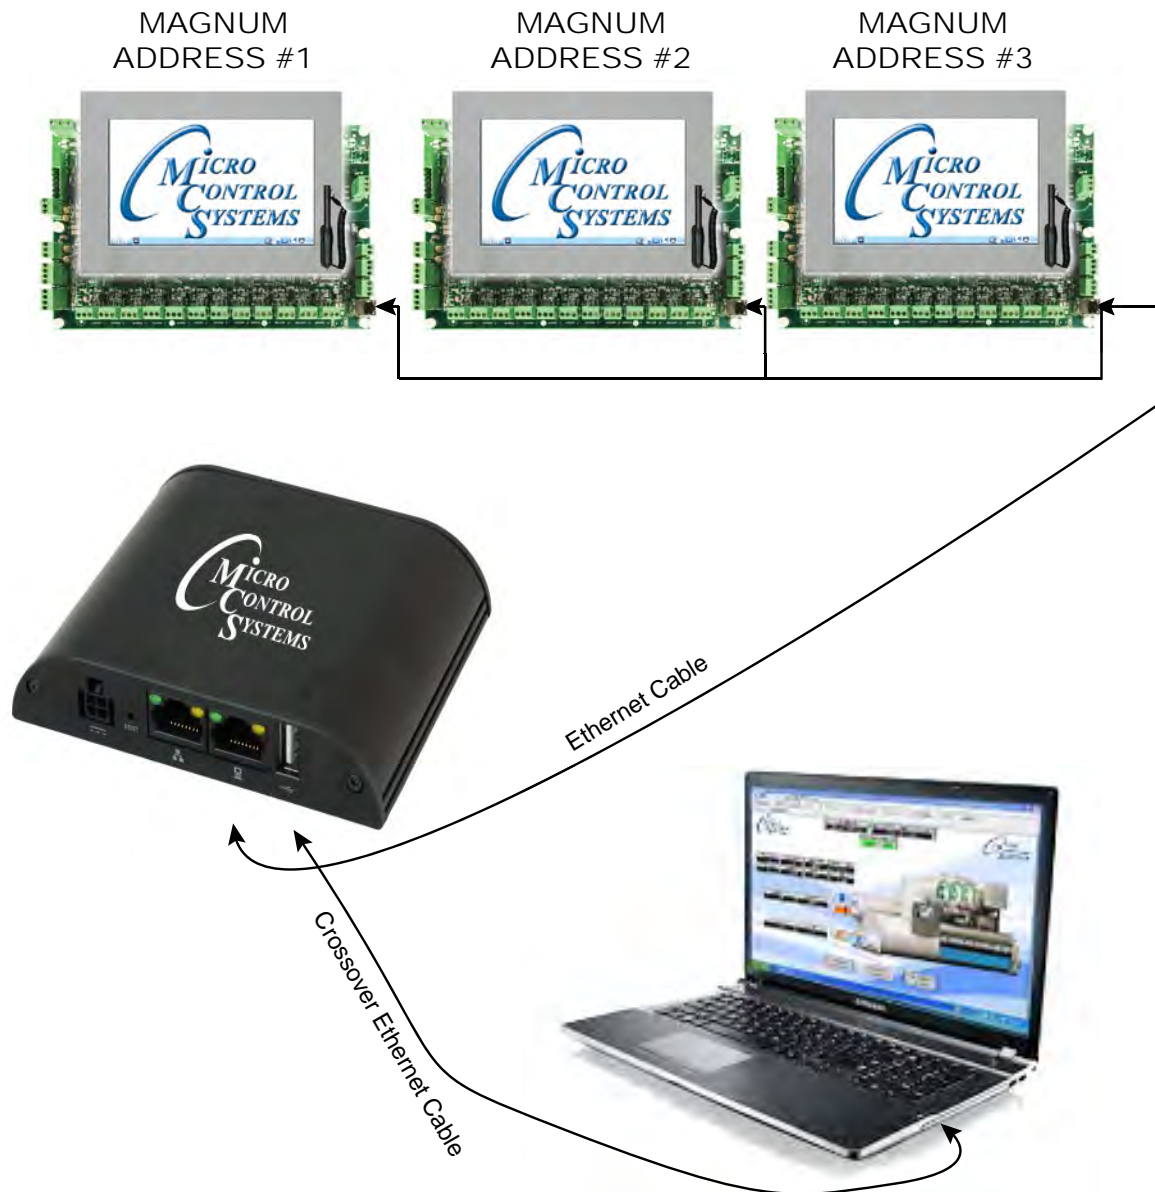 MAGNUM
ADDRESS #1
MAGNUM
ADDRESS #2
MAGNUM
ADDRESS #3
MICRO
CONTROL
SYSTEMS
MICRO
CONTROL
SYSTEMS
MICRO
CONTROL
SYSTEMS
MICRO
CONTROL
SYSTEMS
Ethernet Cable
Crossover Ethernet Cable